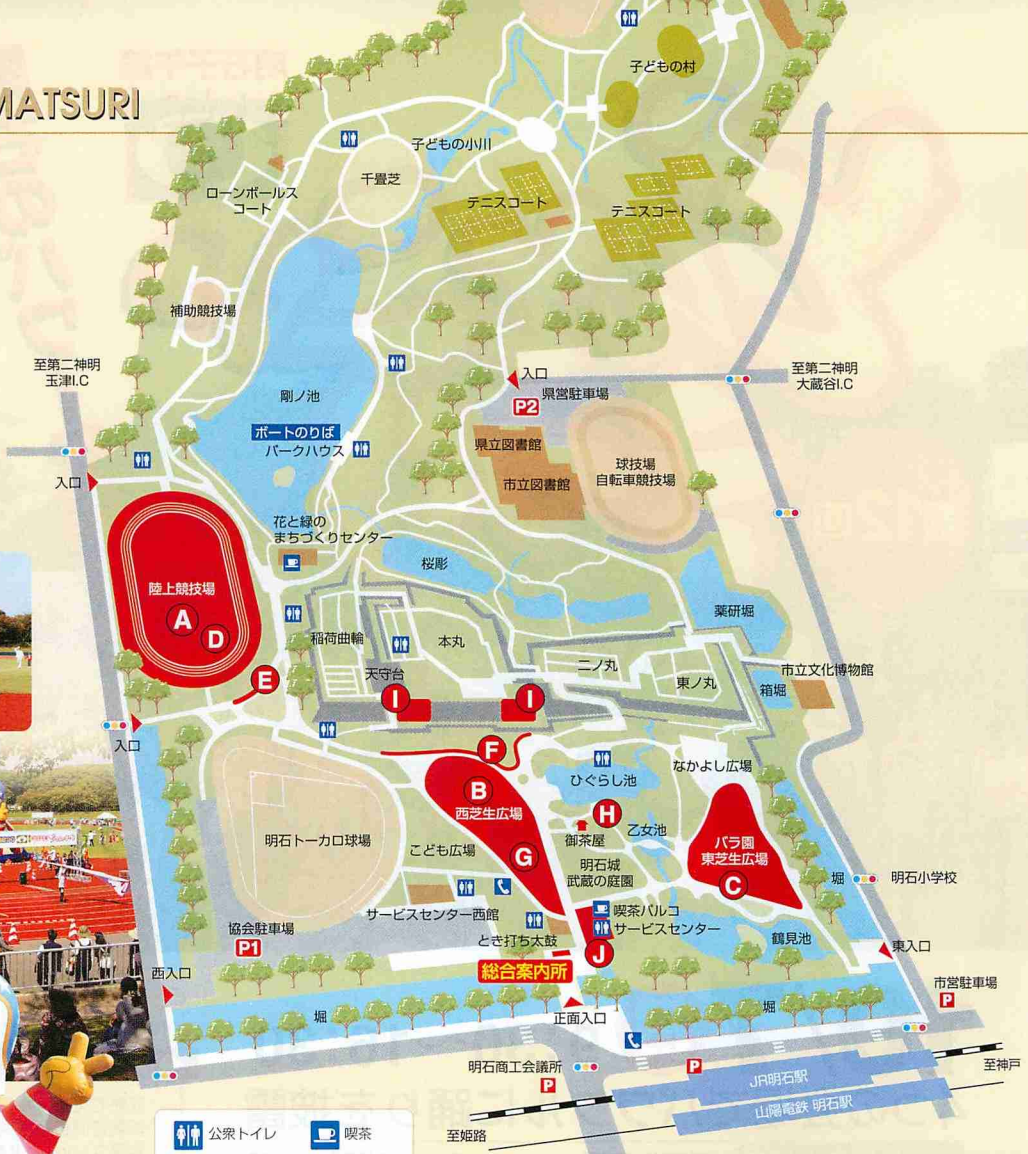 MATSURI
子どもの村
子どもの小川
千畳芝
ローンボールス
コート
テニスコート
テニスコート
補助競技場
至第二神明
玉津I.C
入口
県営駐車場
P2
至第二神明
大蔵谷I.C
剛ノ池
ボートのりば
パークハウス
県立図書館
市立図書館
球技場
自転車競技場
入口
花と緑の
まちづくりセンター
桜彫
陸上競技場
A
D
薬研堀
稲荷曲輪
本丸
二ノ丸
東ノ丸
市立文化博物館
箱堀
天守台
E
I
I
入口
F
なかよし広場
ひぐらし池
B
西芝生広場
H
御茶屋
乙女池
バラ園
東芝生広場
C
明石トーカロ球場
こども広場
G
明石城
武蔵の庭園
堀
明石小学校
サービスセンター西館
喫茶パルコ
サービスセンター
とき打ち太鼓
J
鶴見池
協会駐車場
P1
東入口
総合案内所
西入口
市営駐車場
P
堀
正面入口
堀
明石商工会議所
P
P
JR明石駅
至神戸
山陽電鉄 明石駅
至姫路
公衆トイレ
喫茶